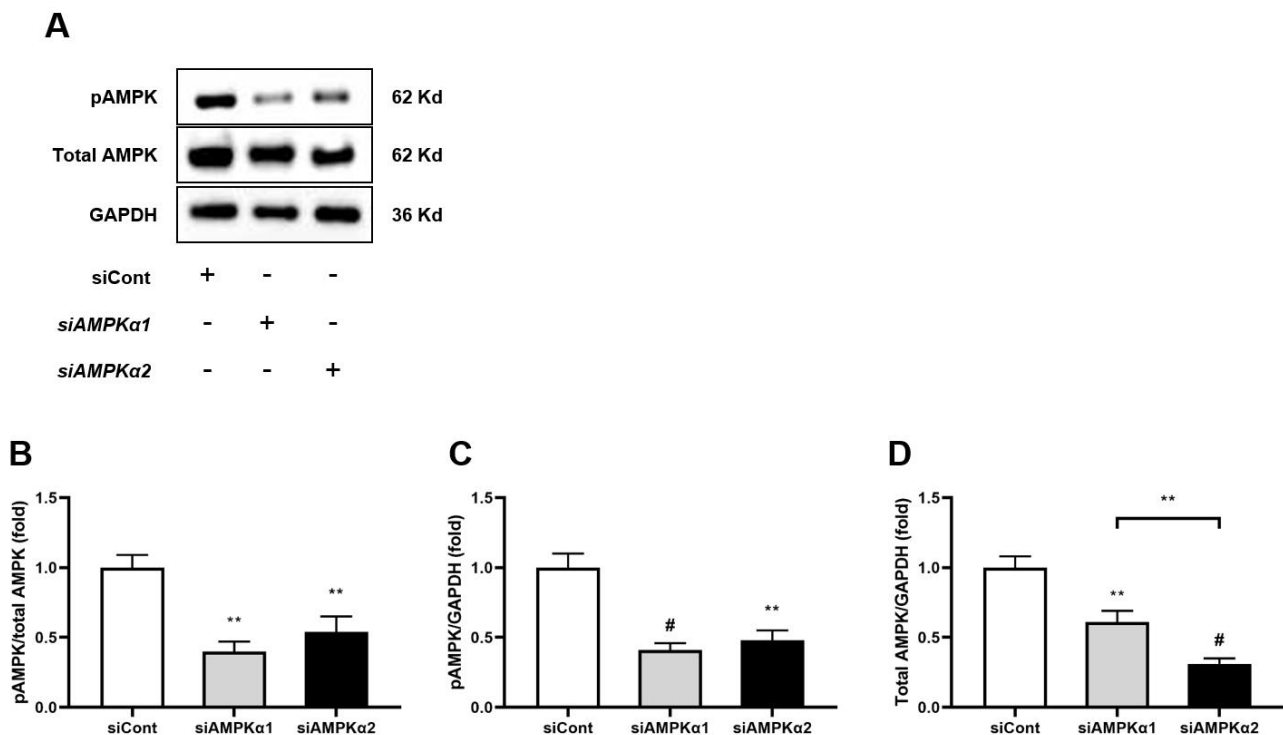 A
pAMPK 62 Kd
Total AMPK 62 Kd
GAPDH 36 Kd
siCont + - -
siAMPKα1 - + -
siAMPKα2 - - +
B
pAMPK/total AMPK (fold)
1.5
1.0
0.5
0.0
**
**
siCont siAMPKα1 siAMPKα2
C
pAMPK/GAPDH (fold)
1.5
1.0
0.5
0.0
#
**
siCont siAMPKα1 siAMPKα2
D
Total AMPK/GAPDH (fold)
1.5
1.0
0.5
0.0
**
**
#
siCont siAMPKα1 siAMPKα2